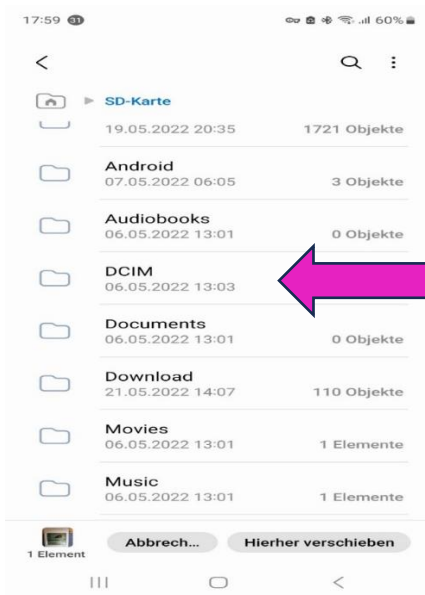 17:59
60%
SD-Karte
19.05.2022 20:35 1721 Objekte
Android
07.05.2022 06:05 3 Objekte
Audiobooks
06.05.2022 13:01 0 Objekte
DCIM
06.05.2022 13:03
Documents
06.05.2022 13:01 0 Objekte
Download
21.05.2022 14:07 110 Objekte
Movies
06.05.2022 13:01 1 Elemente
Music
06.05.2022 13:01 1 Elemente
1 Element Abbrech... Hierher verschieben